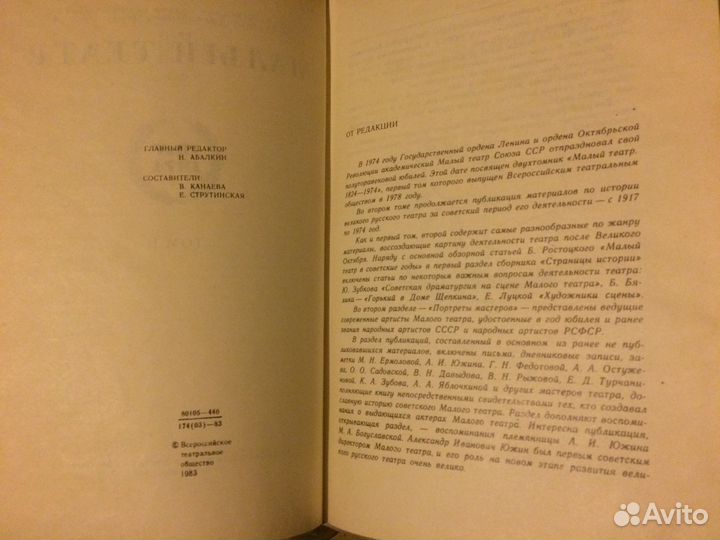 ГЛАВНЫЙ РЕДАКТОР
Н. АБАЛКИН
СОСТАВИТЕЛИ
В. КАНАЕВА
Е. СТРУТИНСКАЯ
80105—440
174(03)—83
© Всероссийское
театральное
общество
1983
ОТ РЕДАКЦИИ
В 1974 году Государственный ордена Ленина и ордена Октябрьской
Революции академический Малый театр Союза ССР отпраздновал свой
полуторавековой юбилей. Этой дате посвящен двухтомник «Малый театр.
1824—1974», первый том которого выпущен Всероссийским театральным
обществом в 1978 году.
Во втором томе продолжается публикация материалов по истории
великого русского театра за советский период его деятельности — с 1917
по 1974 год.
Как и первый том, второй содержит самые разнообразные по жанру
материалы, воссоздающие картину деятельности театра после Великого
Октября. Наряду с основной обзорной статьей Б. Ростоцкого «Малый
театр в советские годы» в первый раздел сборника «Страницы истории»
включены статьи по некоторым важным вопросам деятельности театра:
Ю. Зубкова «Советская драматургия на сцене Малого театра», Б. Бя-
лика — «Горький в Доме Щепкина», Е. Луцкой «Художники сцены».
Во втором разделе — «Портреты мастеров» — представлены ведущие
современные артисты Малого театра, удостоенные в год юбилея и ранее
звания народных артистов СССР и народных артистов РСФСР.
В раздел публикаций, составленный в основном из ранее не пуб-
ликовавшихся материалов, включены письма, дневниковые записи, за-
метки М. Н. Ермоловой, А. И. Южина, Г. Н. Федотовой, А. А. Остуже-
ва, О. О. Садовской, В. Н. Давыдова, В. Н. Рыжовой, Е. Д. Турчани-
новой, К. А. Зубова, А. А. Яблочкиной и других мастеров театра, до-
полняющие книгу непосредственными свидетельствами тех, кто создавал
славную историю советского Малого театра. Раздел дополняют воспоми-
нания о выдающихся актерах Малого театра. Интересна публикация,
открывающая раздел, — воспоминания племянницы А. И. Южина
М. А. Богуславской. Александр Иванович Южин был первым советским
директором Малого театра, и его роль на новом этапе развития вели-
кого русского театра очень велика.
Avito